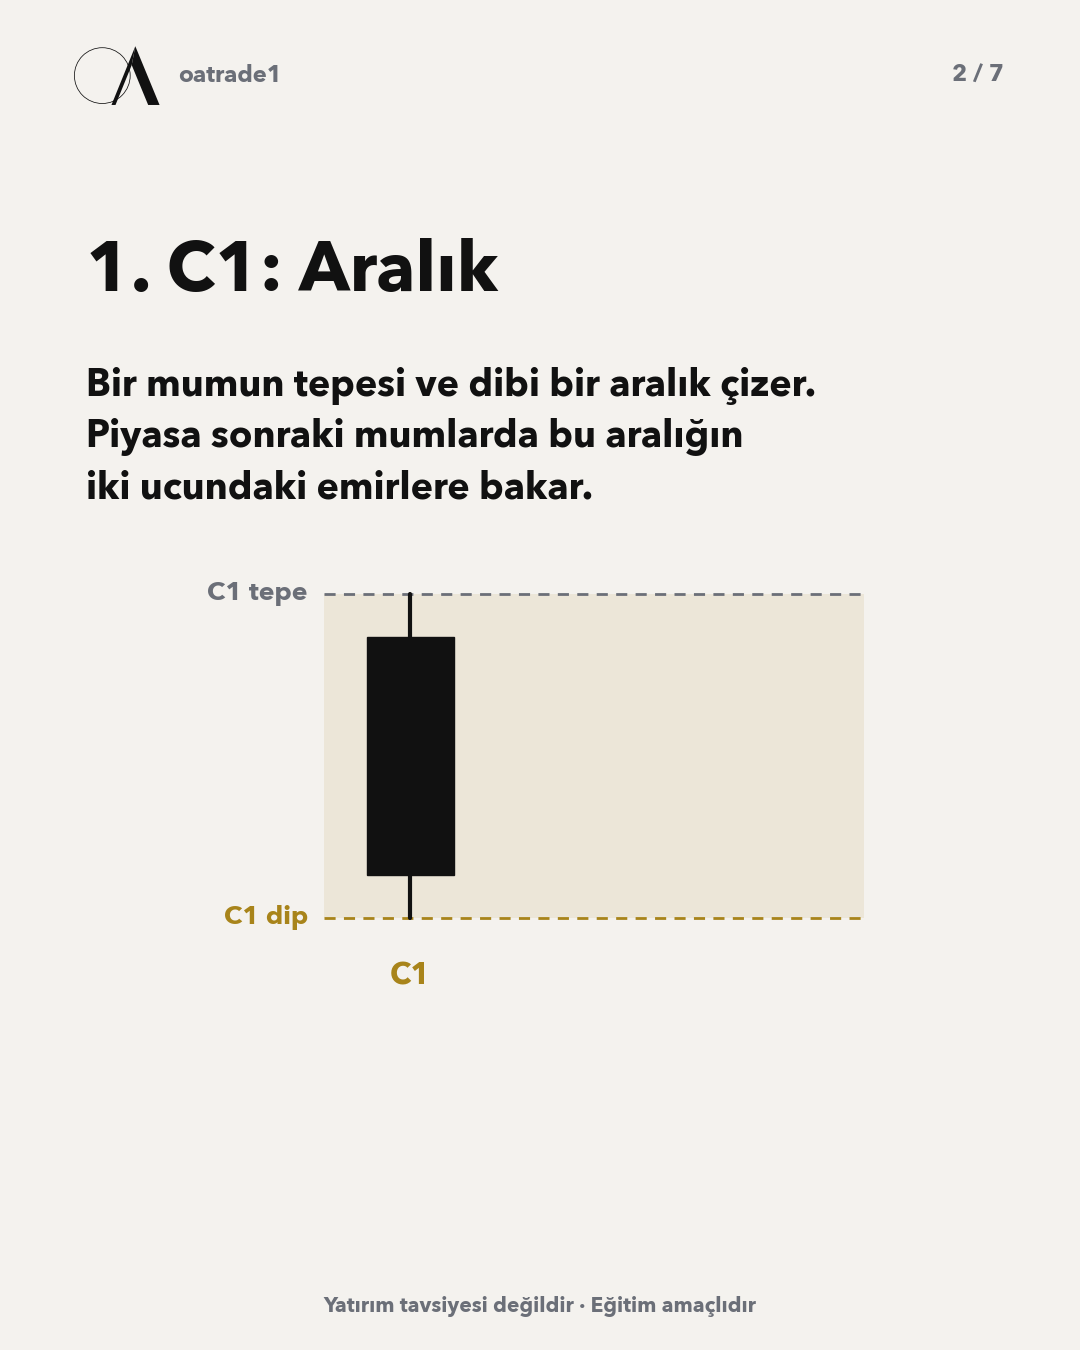 oatrade1
2 / 7
1. C1: Aralık
Bir mumun tepesi ve dibi bir aralık çizer.
Piyasa sonraki mumlarda bu aralığın
iki ucundaki emirlere bakar.
C1 tepe
C1 dip
C1
Yatırım tavsiyesi değildir · Eğitim amaçlıdır